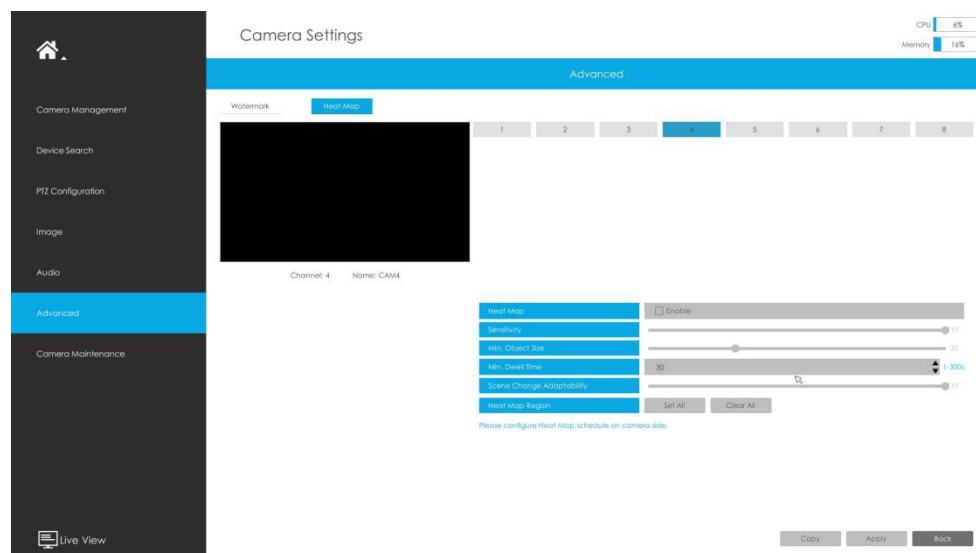 Camera Settings
CPU 6%
Memory 16%
Advanced
Camera Management
Device Search
PTZ Configuration
Image
Audio
Advanced
Camera Maintenance
Live View
Watermark Heat Map
1 2 3 4 5 6 7 8
Channel: 4 Name: CAM4
Heat Map Enable
Sensitivity 10
Min. Object Size 30
Min. Dwell Time 30 1-300s
Scene Change Adaptability 10
Heat Map Region Set All Clear All
Please configure Heat Map schedule on camera side.
Copy Apply Back